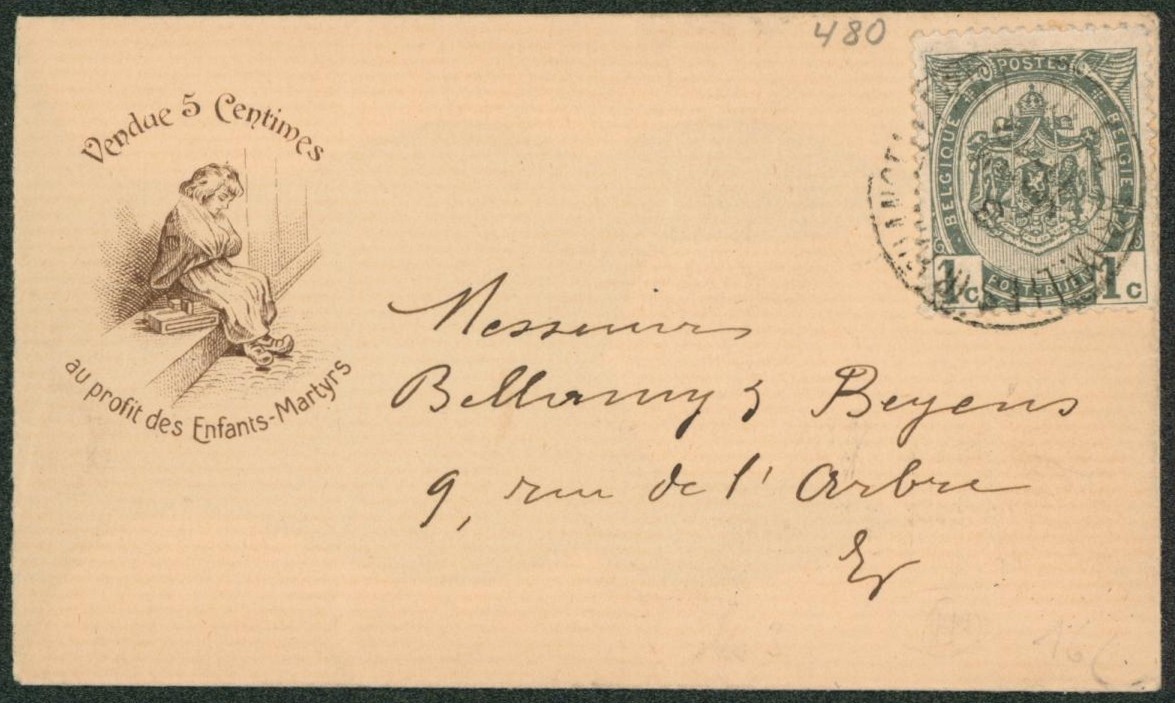 480
Vendue 5 Centimes
au profit des Enfants-Martyrs
POSTES
BELGIQUE
BELGIE
1c
1c
Messieurs
Bellamy & Beyens
9, rue de l'Arbre